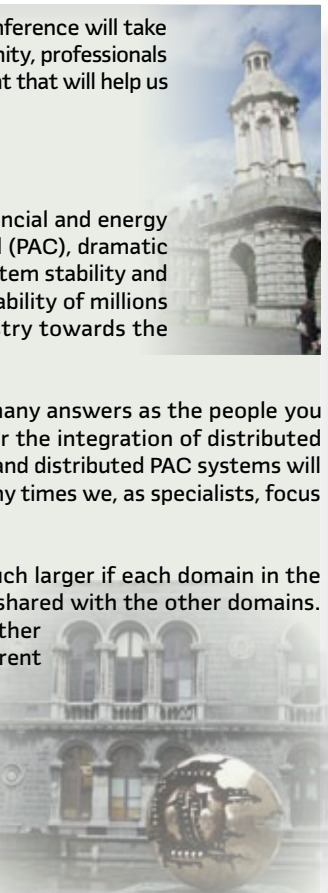 nference will take
nity, professionals
t that will help us
ncial and energy
l (PAC), dramatic
tem stability and
ability of millions
stry towards the
many answers as the people you
r the integration of distributed
and distributed PAC systems will
ny times we, as specialists, focus
uch larger if each domain in the
shared with the other domains.
ther
rent